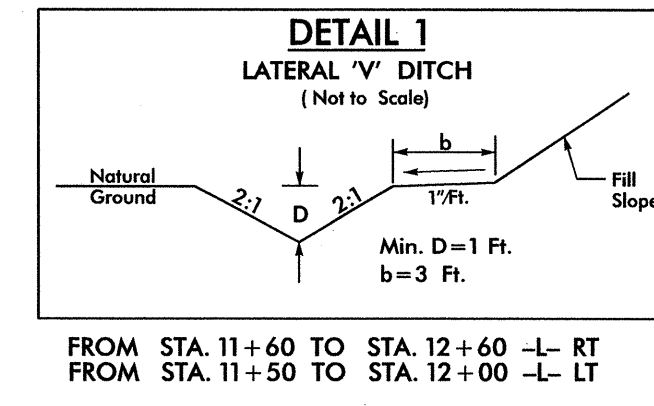 DETAIL 1
LATERAL 'V' DITCH
( Not to Scale)
b
Natural
Ground
2:1
D
2:1
1"/Ft.
Fill
Slope
Min. D=1 Ft.
b=3 Ft.
FROM STA. 11+60 TO STA. 12+60 -L- RT
FROM STA. 11+50 TO STA. 12+00 -L- LT